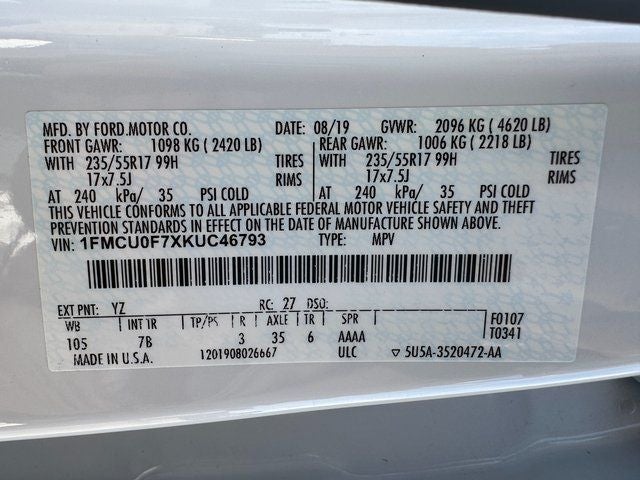 MFD. BY FORD MOTOR CO. DATE: 08/19 GVWR: 2096 KG ( 4620 LB)
FRONT GAWR: 1098 KG ( 2420 LB) REAR GAWR: 1006 KG ( 2218 LB)
WITH 235/55R17 99H TIRES WITH 235/55R17 99H TIRES
17x7.5J RIMS 17x7.5J RIMS
AT 240 kPa/ 35 PSI COLD AT 240 kPa/ 35 PSI COLD
THIS VEHICLE CONFORMS TO ALL APPLICABLE FEDERAL MOTOR VEHICLE SAFETY AND THEFT
PREVENTION STANDARDS IN EFFECT ON THE DATE OF MANUFACTURE SHOWN ABOVE.
VIN: 1FMCU0F7XKUC46793 TYPE: MPV
EXT PNT: YZ RC: 27 DSO:
WB INT TR TP/PS R AXLE TR SPR F0107
105 7B 3 35 6 AAAA T0341
MADE IN U.S.A. 1201908026667 ULC ▽ 5U5A-3520472-AA